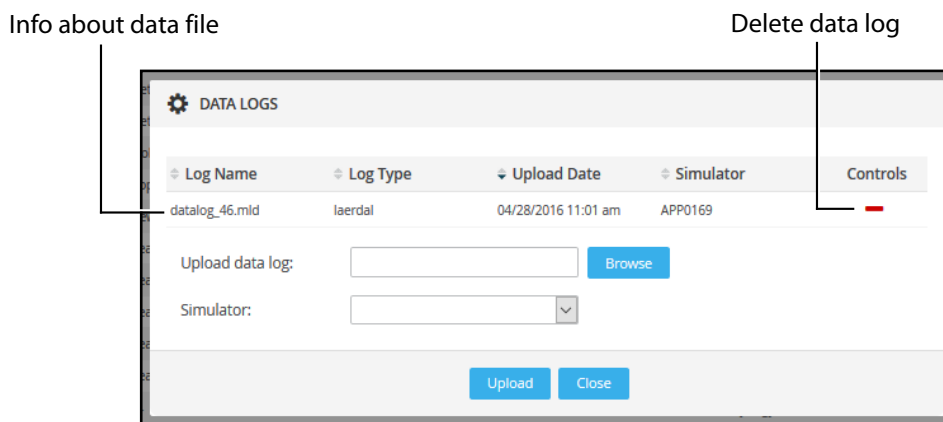 Info about data file
Delete data log
DATA LOGS
Log Name Log Type Upload Date Simulator Controls
datalog_46.mld laerdal 04/28/2016 11:01 am APP0169
Upload data log: Browse
Simulator:
Upload Close